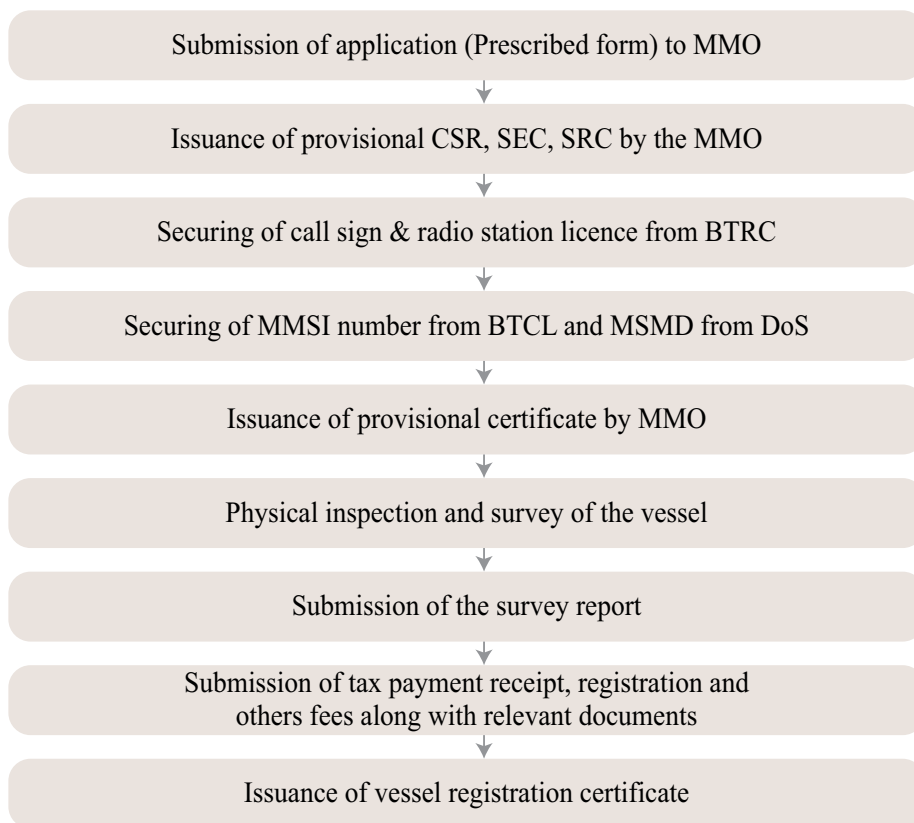 Submission of application (Prescribed form) to MMO
Issuance of provisional CSR, SEC, SRC by the MMO
Securing of call sign & radio station licence from BTRC
Securing of MMSI number from BTCL and MSMD from DoS
Issuance of provisional certificate by MMO
Physical inspection and survey of the vessel
Submission of the survey report
Submission of tax payment receipt, registration and
others fees along with relevant documents
Issuance of vessel registration certificate